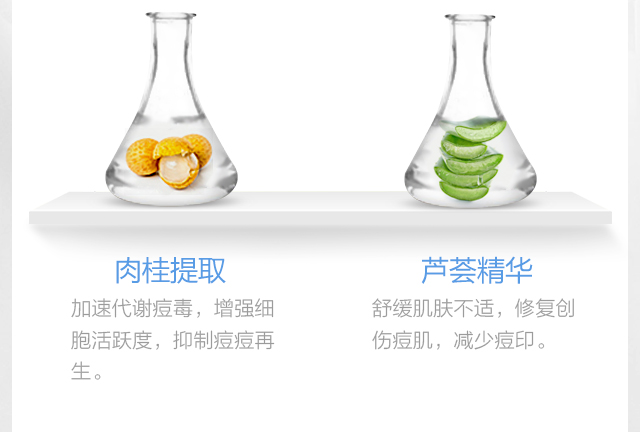 肉桂提取
加速代谢痘毒，增强细
胞活跃度，抑制痘痘再
生。
芦荟精华
舒缓肌肤不适，修复创
伤痘肌，减少痘印。